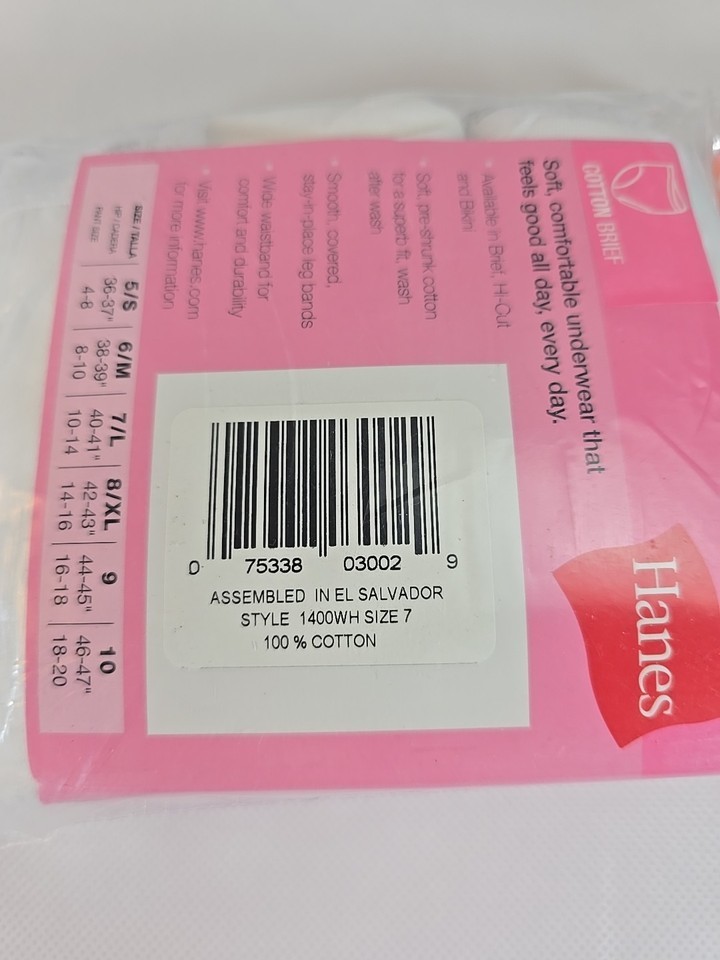 COTTON BRIEF
Soft, comfortable underwear that
feels good all day, every day.
• Available in Brief, Hi-Cut
and Bikini
• Soft, pre-shrunk cotton
for a superb fit, wash
after wash
• Smooth, covered,
stay-in-place leg bands
• Wide waistband for
comfort and durability
• Visit www.hanes.com
for more information
SIZE / TALLA 5/S 6/M 7/L 8/XL 9 10
HIP / CADERA 36-37" 38-39" 40-41" 42-43" 44-45" 46-47"
PANT SIZE 4-8 8-10 10-14 14-16 16-18 18-20
Hanes
0 75338 03002 9
ASSEMBLED IN EL SALVADOR
STYLE 1400WH SIZE 7
100 % COTTON